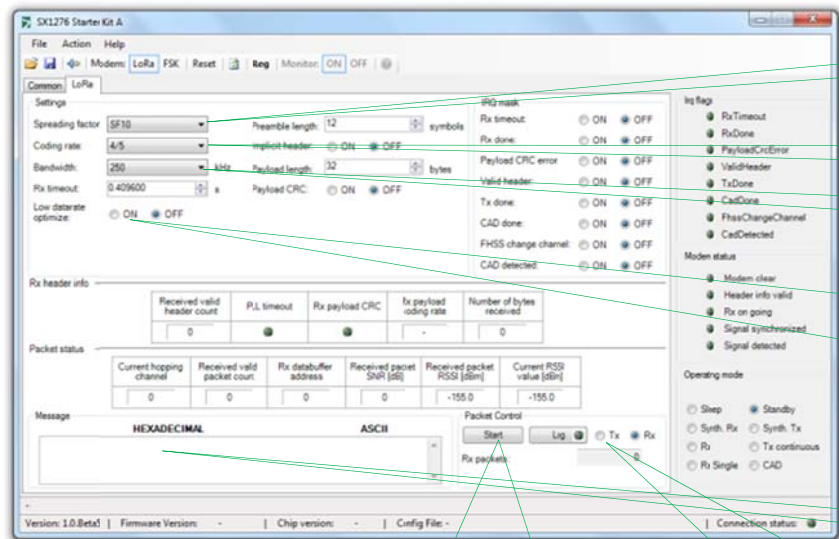 SX1276 Starter Kit A
File Action Help
Modem: LoRa FSK Reset Reg Monitor: ON OFF
Common LoRa
Settings
Spreading factor SF10
Coding rate: 4/5
Bandwidth: 250 kHz
Rx timeout: 0.409600 s
Low datarate optimize: ON OFF
Preamble length: 12 symbols
Implicit header: ON OFF
Payload length: 32 bytes
Payload CRC: ON OFF
IRQ mask
Rx timeout: ON OFF
Rx done: ON OFF
Payload CRC error ON OFF
Valid header: ON OFF
Tx done: ON OFF
CAD done: ON OFF
FHSS change channel: ON OFF
CAD detected: ON OFF
Irq flags
RxTimeout
RxDone
PayloadCrcError
ValidHeader
TxDone
CadDone
FhssChangeChannel
CadDetected
Modem status
Modem clear
Header info valid
Rx on going
Signal synchronized
Signal detected
Operating mode
Sleep Standby
Synth. Rx Synth. Tx
Rx Tx continuous
Rx Single CAD
Rx header info
Received valid header count PLL timeout Rx payload CRC Rx payload coding rate Number of bytes received
0 - 0
Packet status
Current hopping channel Received valid packet count Rx databuffer address Received packet SNR [dB] Received packet RSSI [dBm] Current RSSI value [dBm]
0 0 0 0 -155.0 -155.0
Message
HEXADECIMAL ASCII
Packet Control
Start Log Tx Rx
Rx packets: 0
-
Version: 1.0.Beta5 Firmware Version: - Chip version: - Config File: - Connection status: